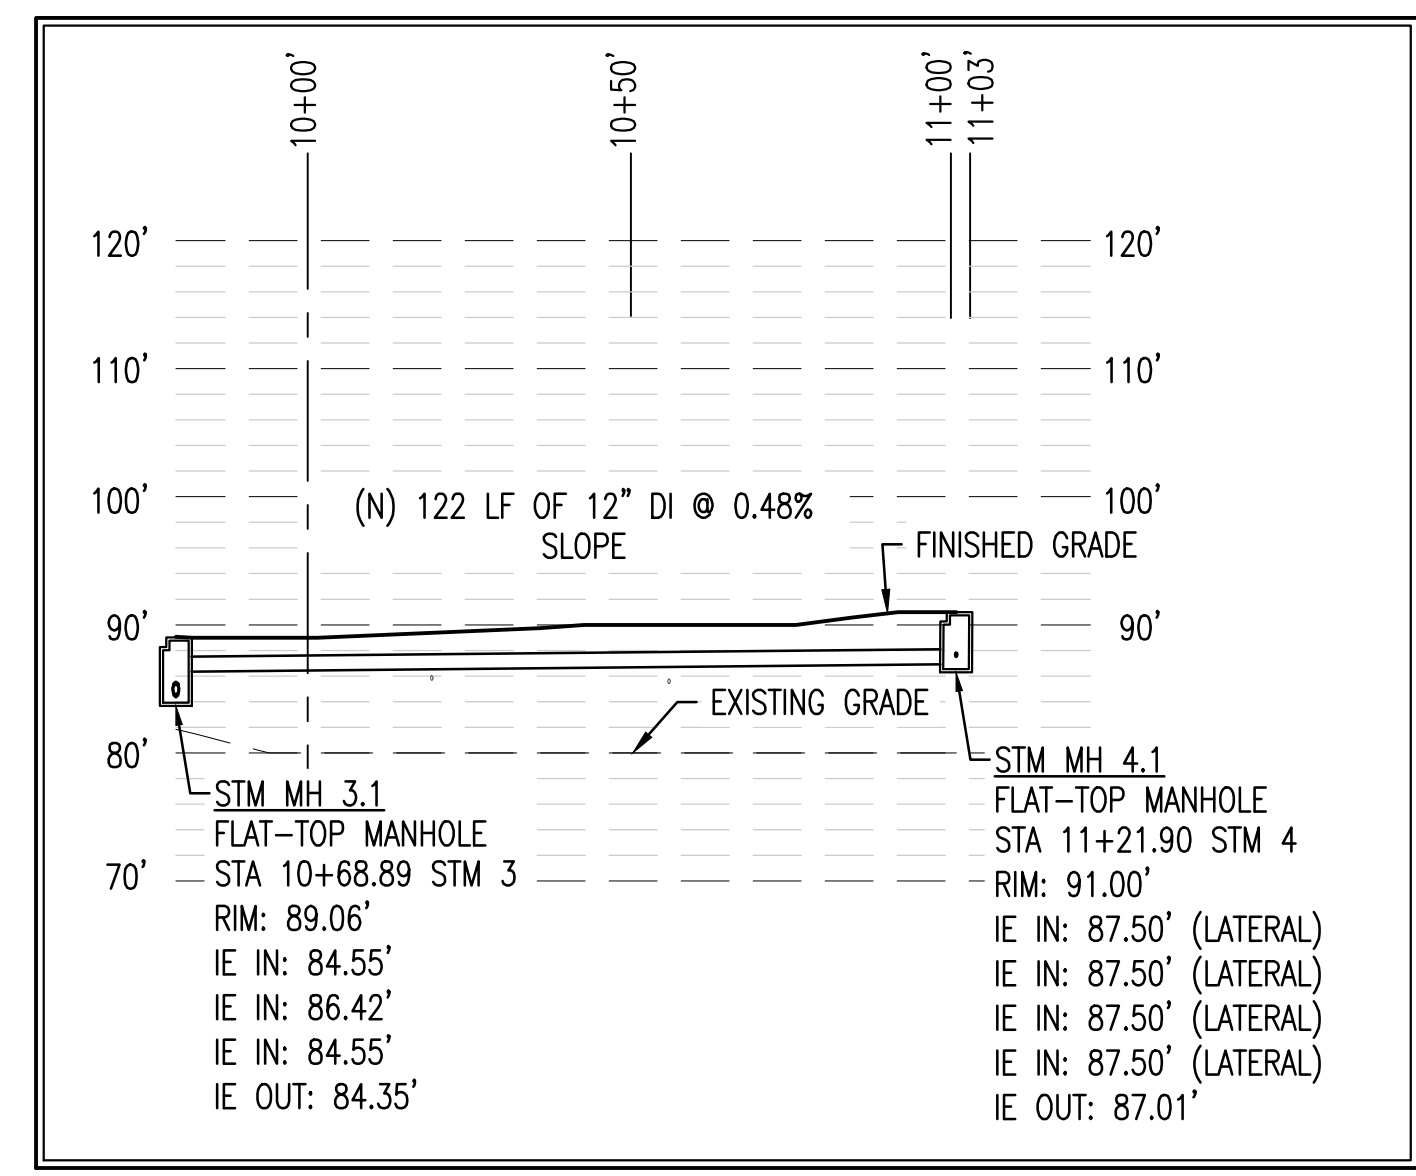 10+00'
10+50'
11+00'
11+03'
120'
120'
110'
110'
100'
100'
(N) 122 LF OF 12" DI @ 0.48%
SLOPE
FINISHED GRADE
90'
90'
EXISTING GRADE
80'
70'
STM MH 3.1
FLAT-TOP MANHOLE
STA 10+68.89 STM 3
RIM: 89.06'
IE IN: 84.55'
IE IN: 86.42'
IE IN: 84.55'
IE OUT: 84.35'
STM MH 4.1
FLAT-TOP MANHOLE
STA 11+21.90 STM 4
RIM: 91.00'
IE IN: 87.50' (LATERAL)
IE IN: 87.50' (LATERAL)
IE IN: 87.50' (LATERAL)
IE IN: 87.50' (LATERAL)
IE OUT: 87.01'